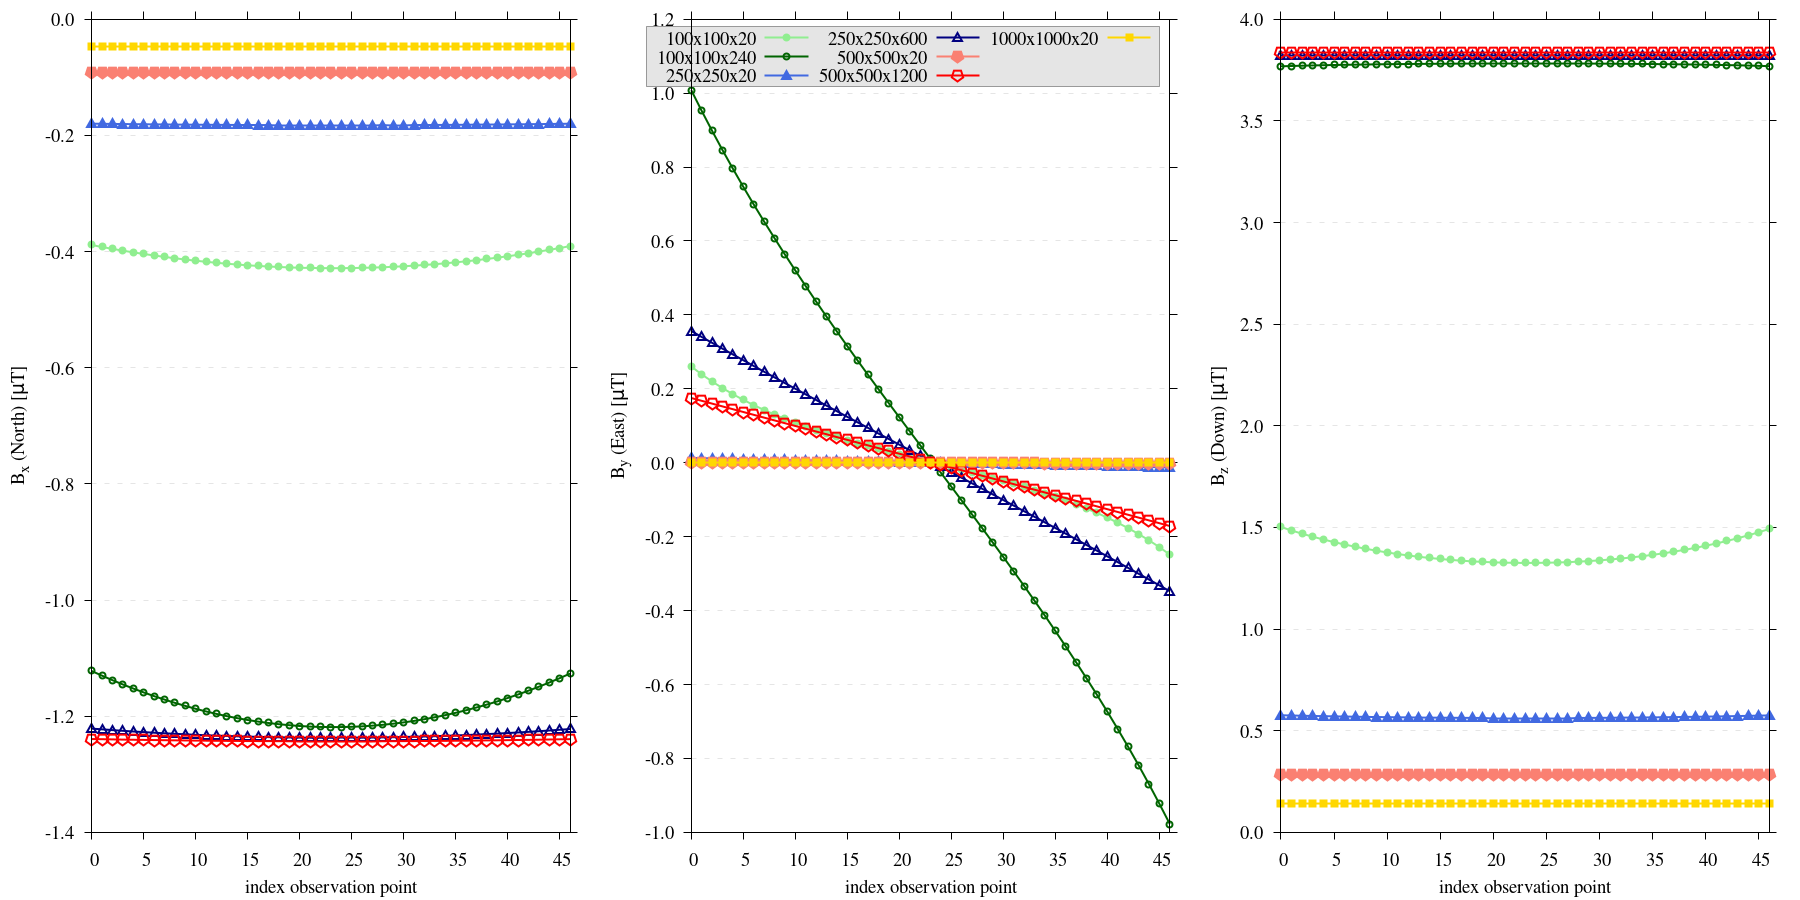 0.0
-0.2
-0.4
-0.6
-0.8
-1.0
-1.2
-1.4
0 5 10 15 20 25 30 35 40 45
index observation point
Bx (North) [µT]
1.2
1.0
0.8
0.6
0.4
0.2
0.0
-0.2
-0.4
-0.6
-0.8
-1.0
0 5 10 15 20 25 30 35 40 45
index observation point
By (East) [µT]
100x100x20 250x250x600 1000x1000x20
100x100x240 500x500x20
250x250x20 500x500x1200
4.0
3.5
3.0
2.5
2.0
1.5
1.0
0.5
0.0
0 5 10 15 20 25 30 35 40 45
index observation point
Bz (Down) [µT]